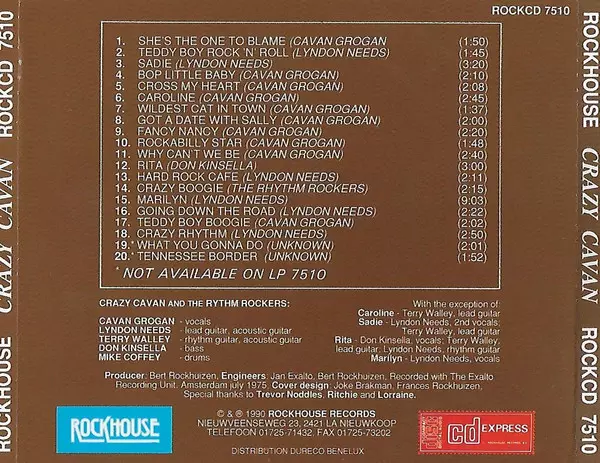 ROCKCD 7510
1. SHE'S THE ONE TO BLAME (CAVAN GROGAN (1:50)
2. TEDDY BOY ROCK 'N' ROLL (LYNDON NEEDS) (1:45)
3. SADIE (LYNDON NEEDS) (3:20)
4. BOP LITTLE BABY (CAVAN GROGAN) (2:10)
5. CROSS MY HEART (CAVAN GROGAN) (2:08)
6. CAROLINE (CAVAN GROGAN) (2:45)
7. WILDEST CAT IN TOWN (CAVAN GROGAN) (1:37)
8. GOT A DATE WITH SALLY (CAVAN GROGAN) (2:00)
9. FANCY NANCY (CAVAN GROGAN) (2:20)
10. ROCKABILLY STAR (CAVAN GROGAN) (1:48)
11. WHY CAN'T WE BE (CAVAN GROGAN) (2:40)
12. RITA (DON KINSELLA) (3:00)
13. HARD ROCK CAFE (LYNDON NEEDS) (2:11)
14. CRAZY BOOGIE (THE RHYTHM ROCKERS) (2:15)
15. MARILYN (LYNDON NEEDS) (9:03)
16. GOING DOWN THE ROAD (LYNDON NEEDS) (2:22)
17. TEDDY BOY BOOGIE (CAVAN GROGAN) (2:02)
18. CRAZY RHYTHM (LYNDON NEEDS) (2:50)
19.* WHAT YOU GONNA DO (UNKNOWN) (2:01)
20.* TENNESSEE BORDER (UNKNOWN) (1:52)
* NOT AVAILABLE ON LP 7510
CRAZY CAVAN AND THE RYTHM ROCKERS:
CAVAN GROGAN - vocals
LYNDON NEEDS - lead guitar, acoustic guitar
TERRY WALLEY - rhythm guitar, acoustic guitar
DON KINSELLA - bass
MIKE COFFEY - drums
With the exception of:
Caroline - Terry Walley, lead guitar
Sadie - Lyndon Needs, 2nd vocals;
Terry Walley, lead guitar
Rita - Don Kinsella, vocals; Terry Walley,
lead guitar; Lyndon Needs, rhythm guitar
Marilyn - Lyndon Needs, vocals
Producer: Bert Rockhuizen, Engineers: Jan Exalto, Bert Rockhuizen, Recorded with The Exalto
Recording Unit. Amsterdam july 1975. Cover design: Joke Brakman, Frances Rockhuizen,
Special thanks to Trevor Noddles, Ritchie and Lorraine.
ROCKHOUSE
© & ℗ 1990 ROCKHOUSE RECORDS
NIEUWVEENSEWEG 23, 2421 LA NIEUWKOOP
TELEFOON 01725-71432, FAX 01725-73202
DISTRIBUTION DURECO BENELUX
COMPACT disc
cd EXPRESS
ROCKHOUSE CRAZY CAVAN ROCKCD 7510
ROCKHOUSE CRAZY CAVAN ROCKCD 7510